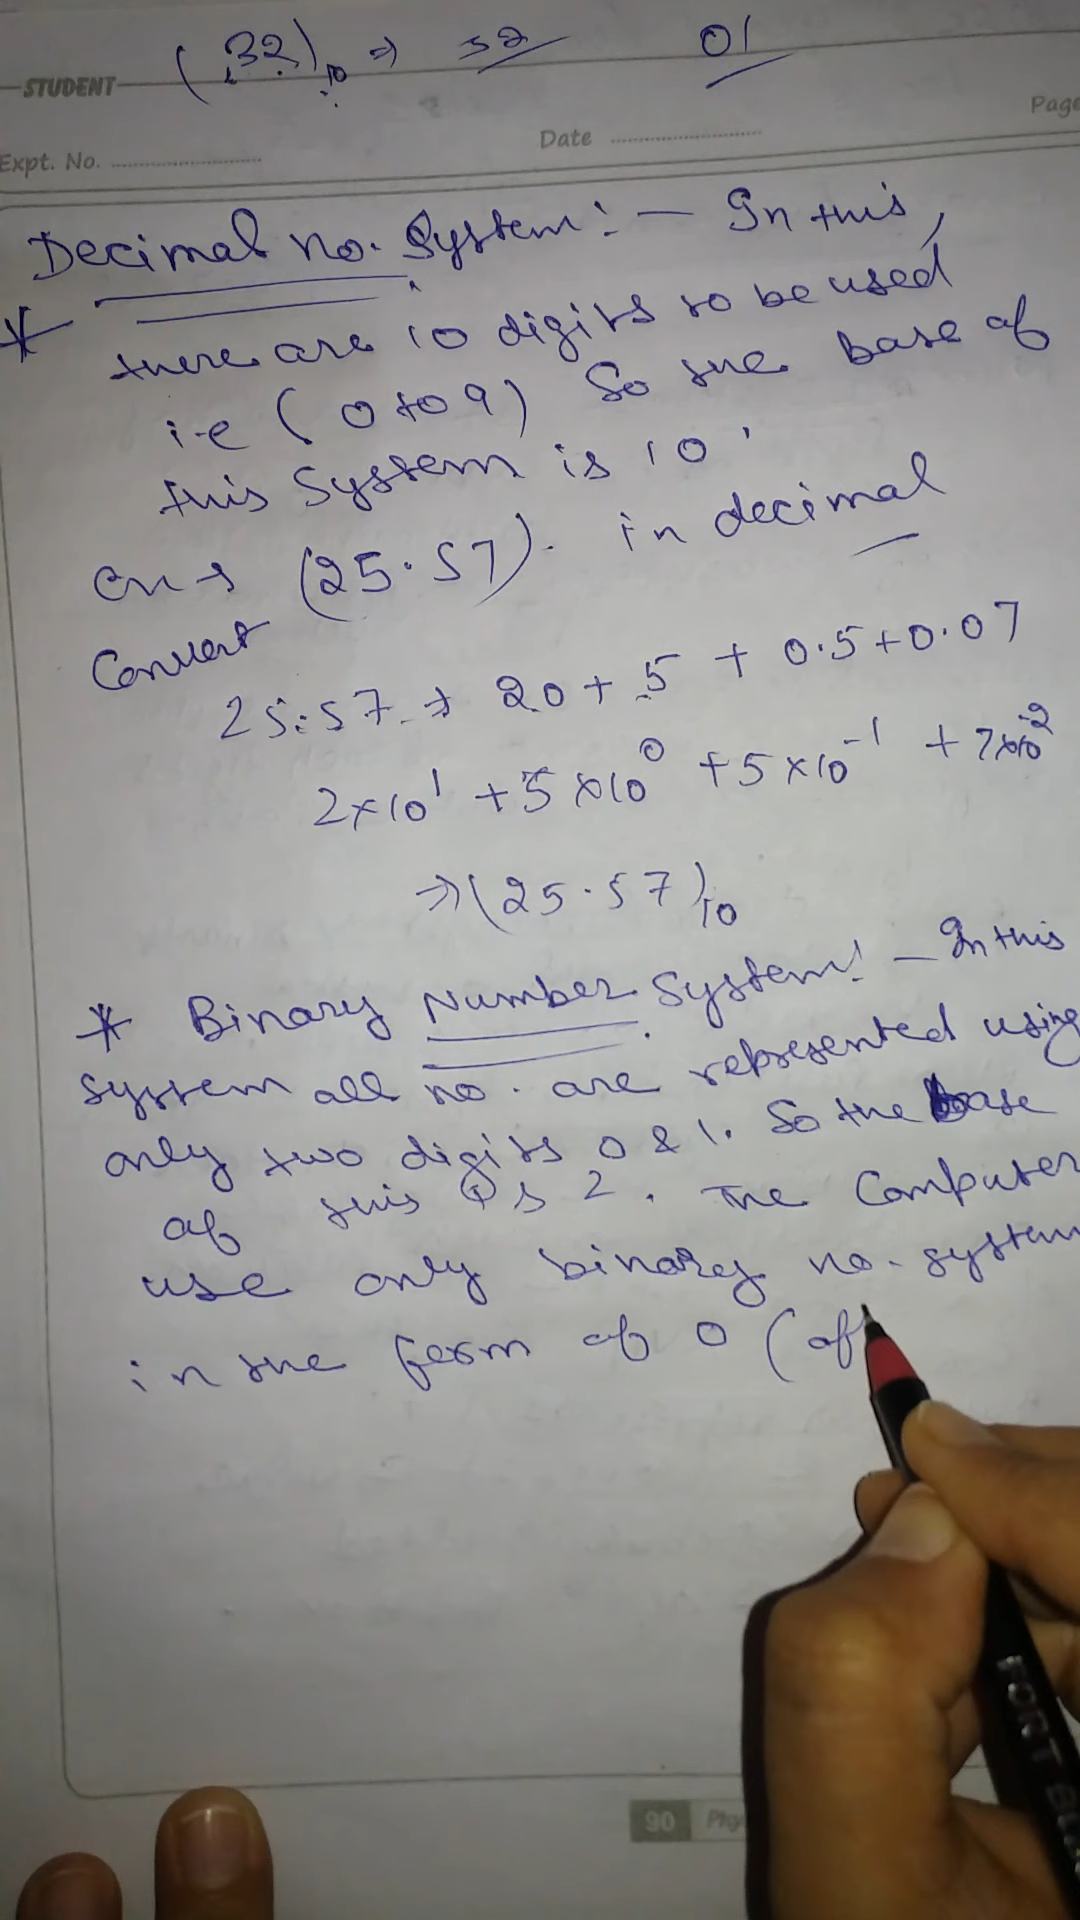 (32)10 ⇒ 32 01
STUDENT
Page
Date
Expt. No.
Decimal no. System :- In this,
* there are 10 digits to be used
i.e ( 0 to 9) So the base of
this System is 10
(25.57). in decimal
Convert
25.57 → 20 + 5 + 0.5 + 0.07
2×10¹ + 5×10⁰ + 5×10⁻¹ + 7×10⁻²
⇒ (25.57)10
* Binary Number System :- In this
system all no. are represented using
only two digits 0 & 1. So the base
of this is 2. The Computer
use only binary no. system
in the form of 0 (of
90 Phy
FORT